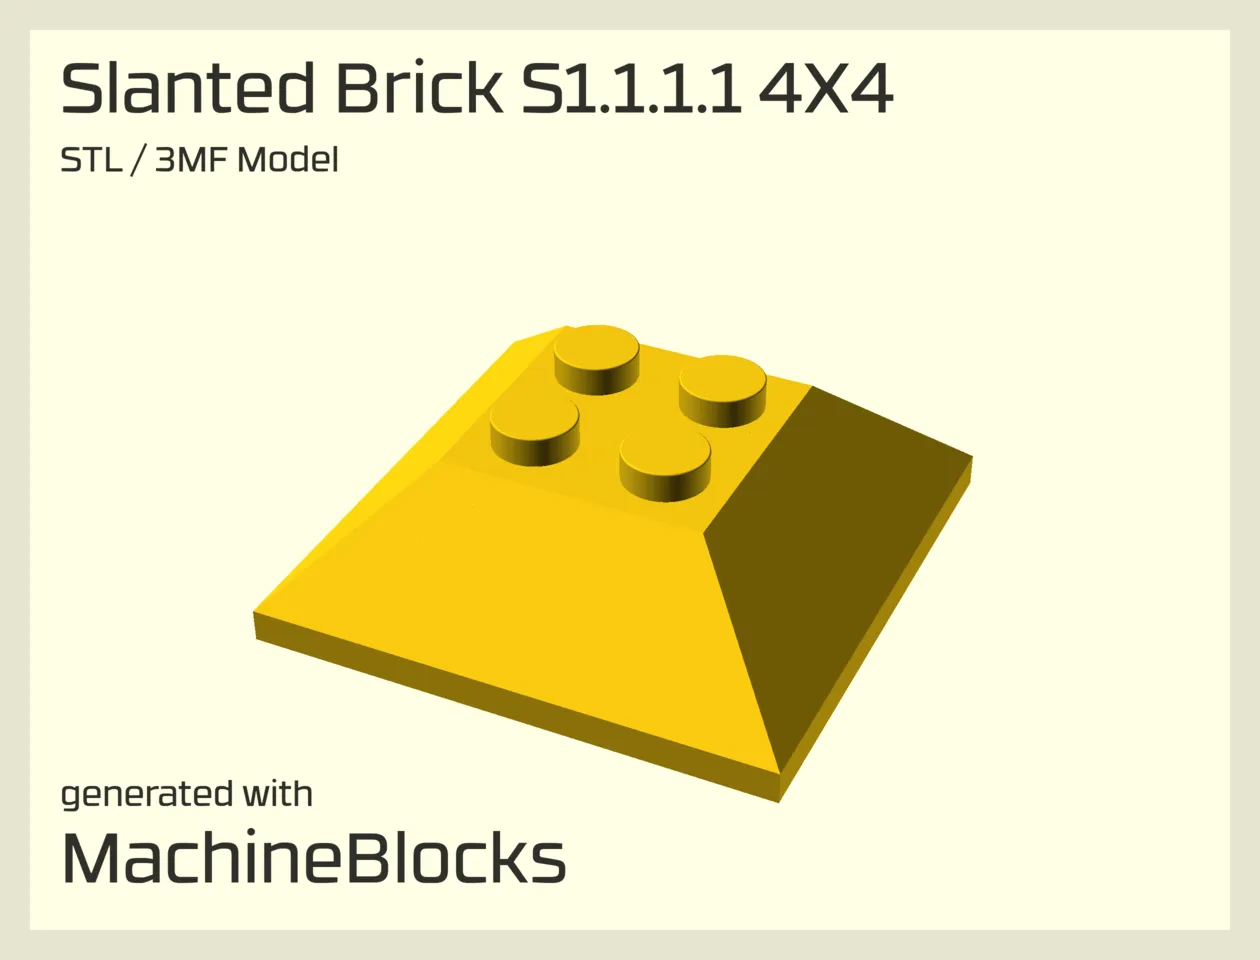 Slanted Brick S1.1.1.1 4X4
STL / 3MF Model
generated with
MachineBlocks